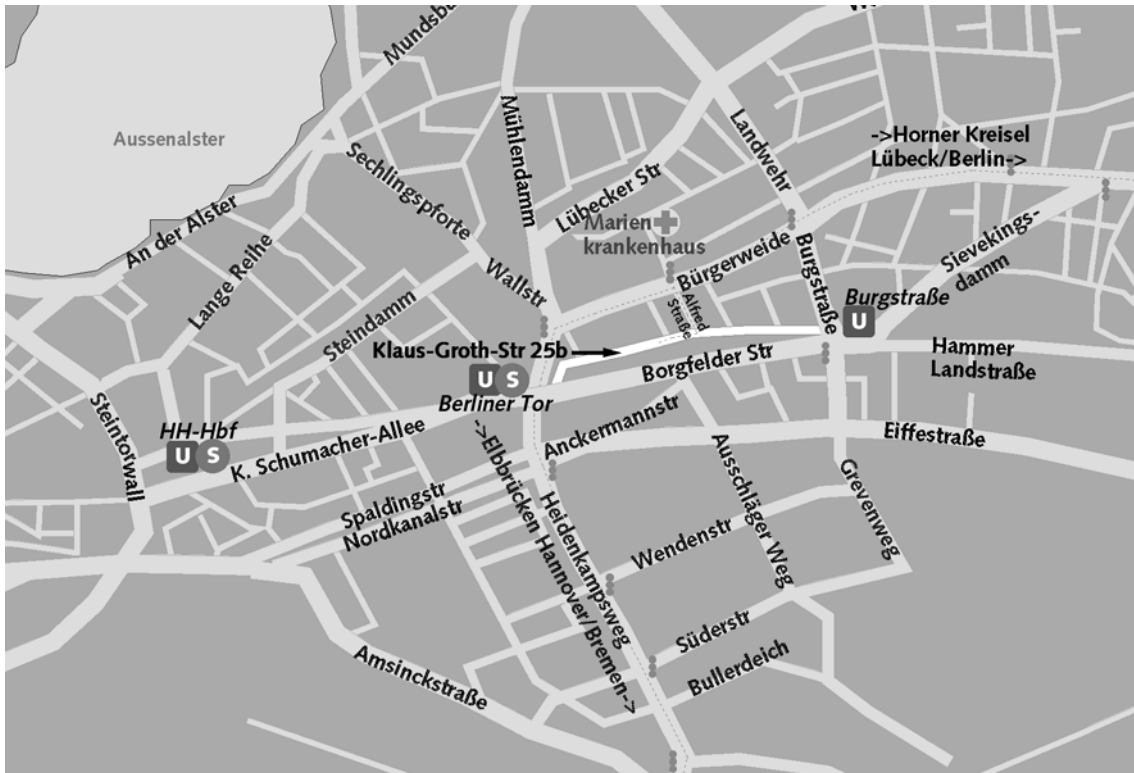 Mundsbu
W
Aussenalster
->Horner Kreisel
Lübeck/Berlin->
Landwehr
Mühlendamm
Sechlingspforte
Lübecker Str
An der Alster
Marien
krankenhaus
Sievekings-
damm
Lange Reihe
Wallstr
Bürgerweide
Burgstraße
Burgstraße
U
Steindamm
Alfred
Straße
Klaus-Groth-Str 25b
Borgfelder Str
Hammer
Landstraße
U S
Berliner Tor
Steintorwall
HH-Hbf
U S
K. Schumacher-Allee
Anckermannstr
Eiffestraße
Ausschläger Weg
Grevenweg
Spaldingstr
Nordkanalstr
->Elbbrücken Hannover/Bremen->
Heidenkampsweg
Wendenstr
Süderstr
Bullerdeich
Amsinckstraße